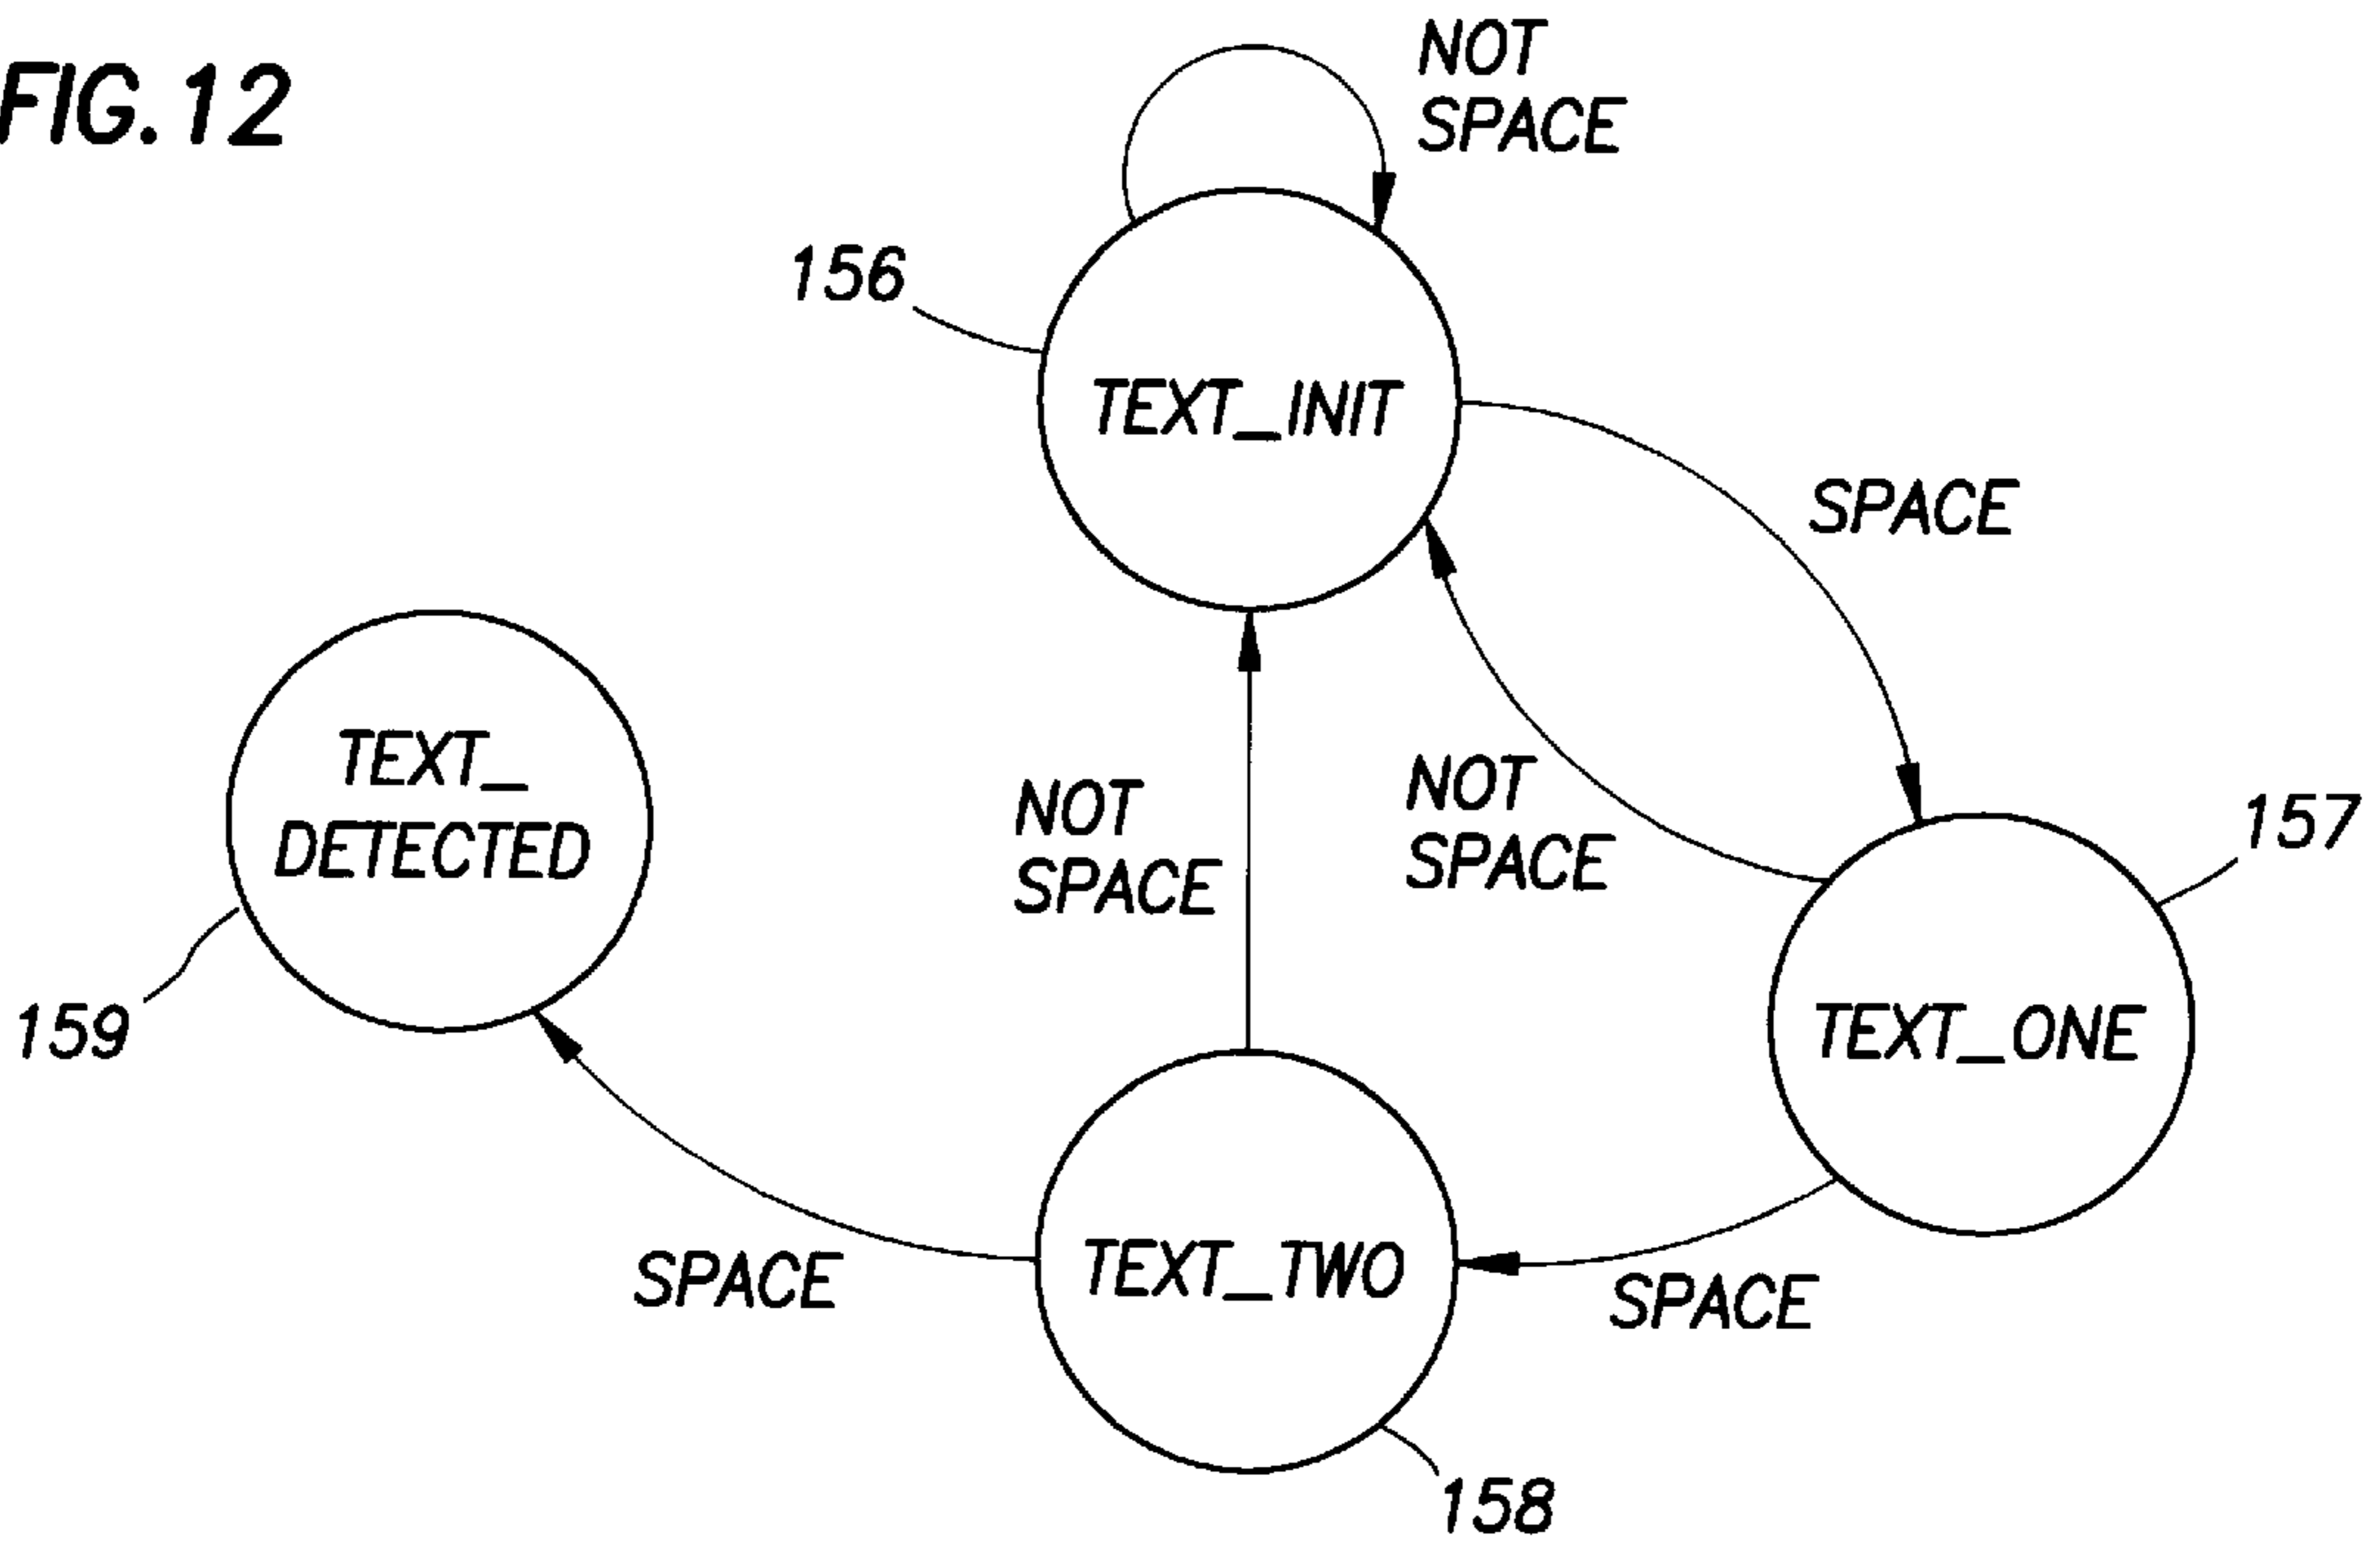 FIG. 12
NOT
SPACE
156
TEXT_INIT
SPACE
TEXT_
DETECTED
159
NOT
SPACE
NOT
SPACE
157
TEXT_ONE
TEXT_TWO
SPACE
SPACE
158